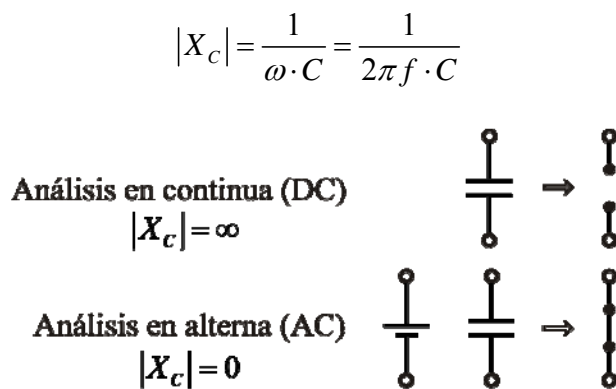 |X_C| = 1/(ω·C) = 1/(2πf·C)
Análisis en continua (DC)
|X_C| = ∞
Análisis en alterna (AC)
|X_C| = 0